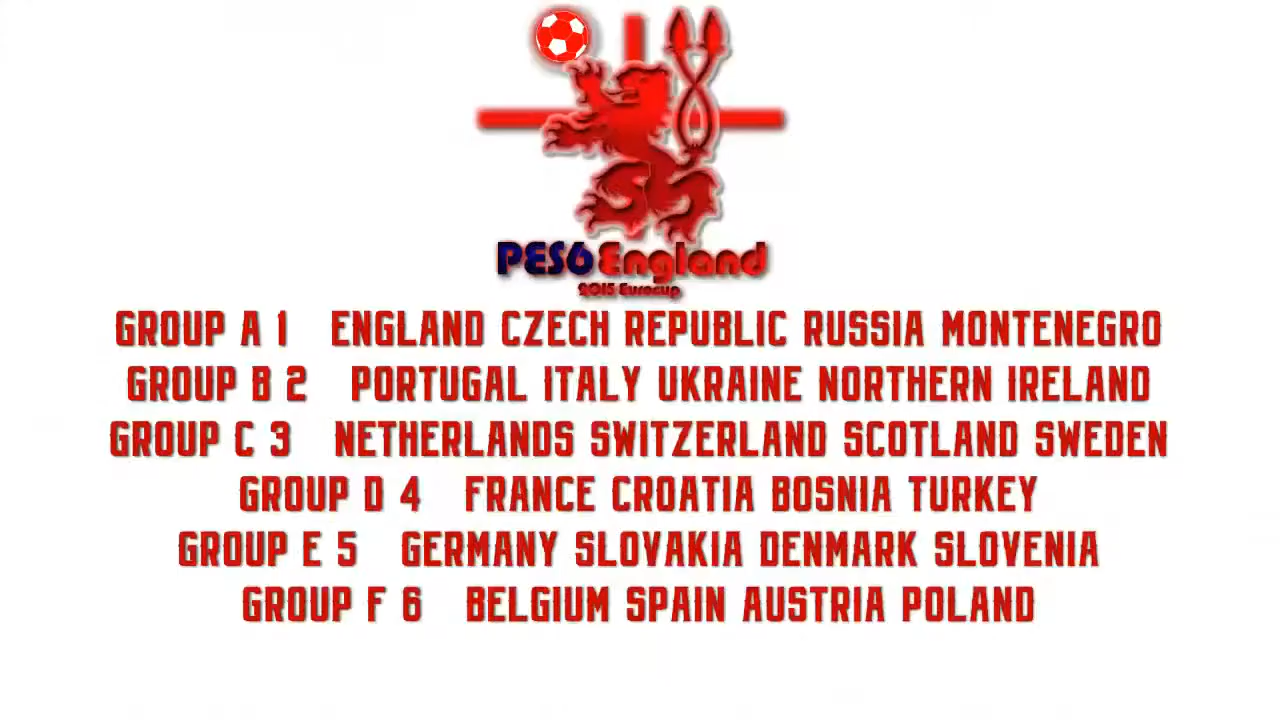 PES6 England
2015 Eurocup
GROUP A 1 ENGLAND CZECH REPUBLIC RUSSIA MONTENEGRO
GROUP B 2 PORTUGAL ITALY UKRAINE NORTHERN IRELAND
GROUP C 3 NETHERLANDS SWITZERLAND SCOTLAND SWEDEN
GROUP D 4 FRANCE CROATIA BOSNIA TURKEY
GROUP E 5 GERMANY SLOVAKIA DENMARK SLOVENIA
GROUP F 6 BELGIUM SPAIN AUSTRIA POLAND